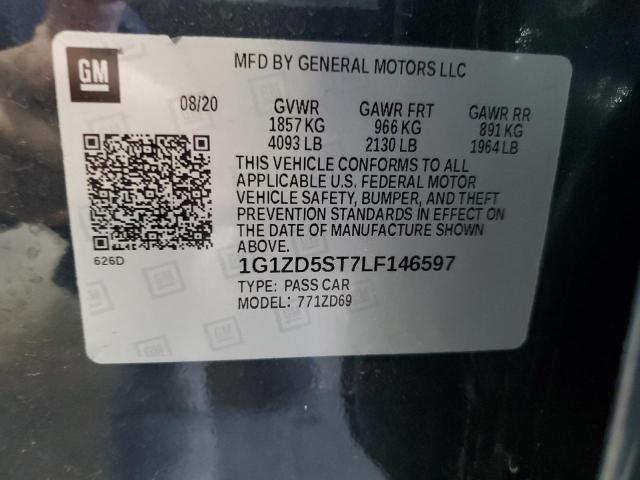 GM
MFD BY GENERAL MOTORS LLC
08/20 GVWR GAWR FRT GAWR RR
1857 KG 966 KG 891 KG
4093 LB 2130 LB 1964 LB
THIS VEHICLE CONFORMS TO ALL
APPLICABLE U.S. FEDERAL MOTOR
VEHICLE SAFETY, BUMPER, AND THEFT
PREVENTION STANDARDS IN EFFECT ON
THE DATE OF MANUFACTURE SHOWN
ABOVE.
626D
1G1ZD5ST7LF146597
TYPE: PASS CAR
MODEL: 771ZD69